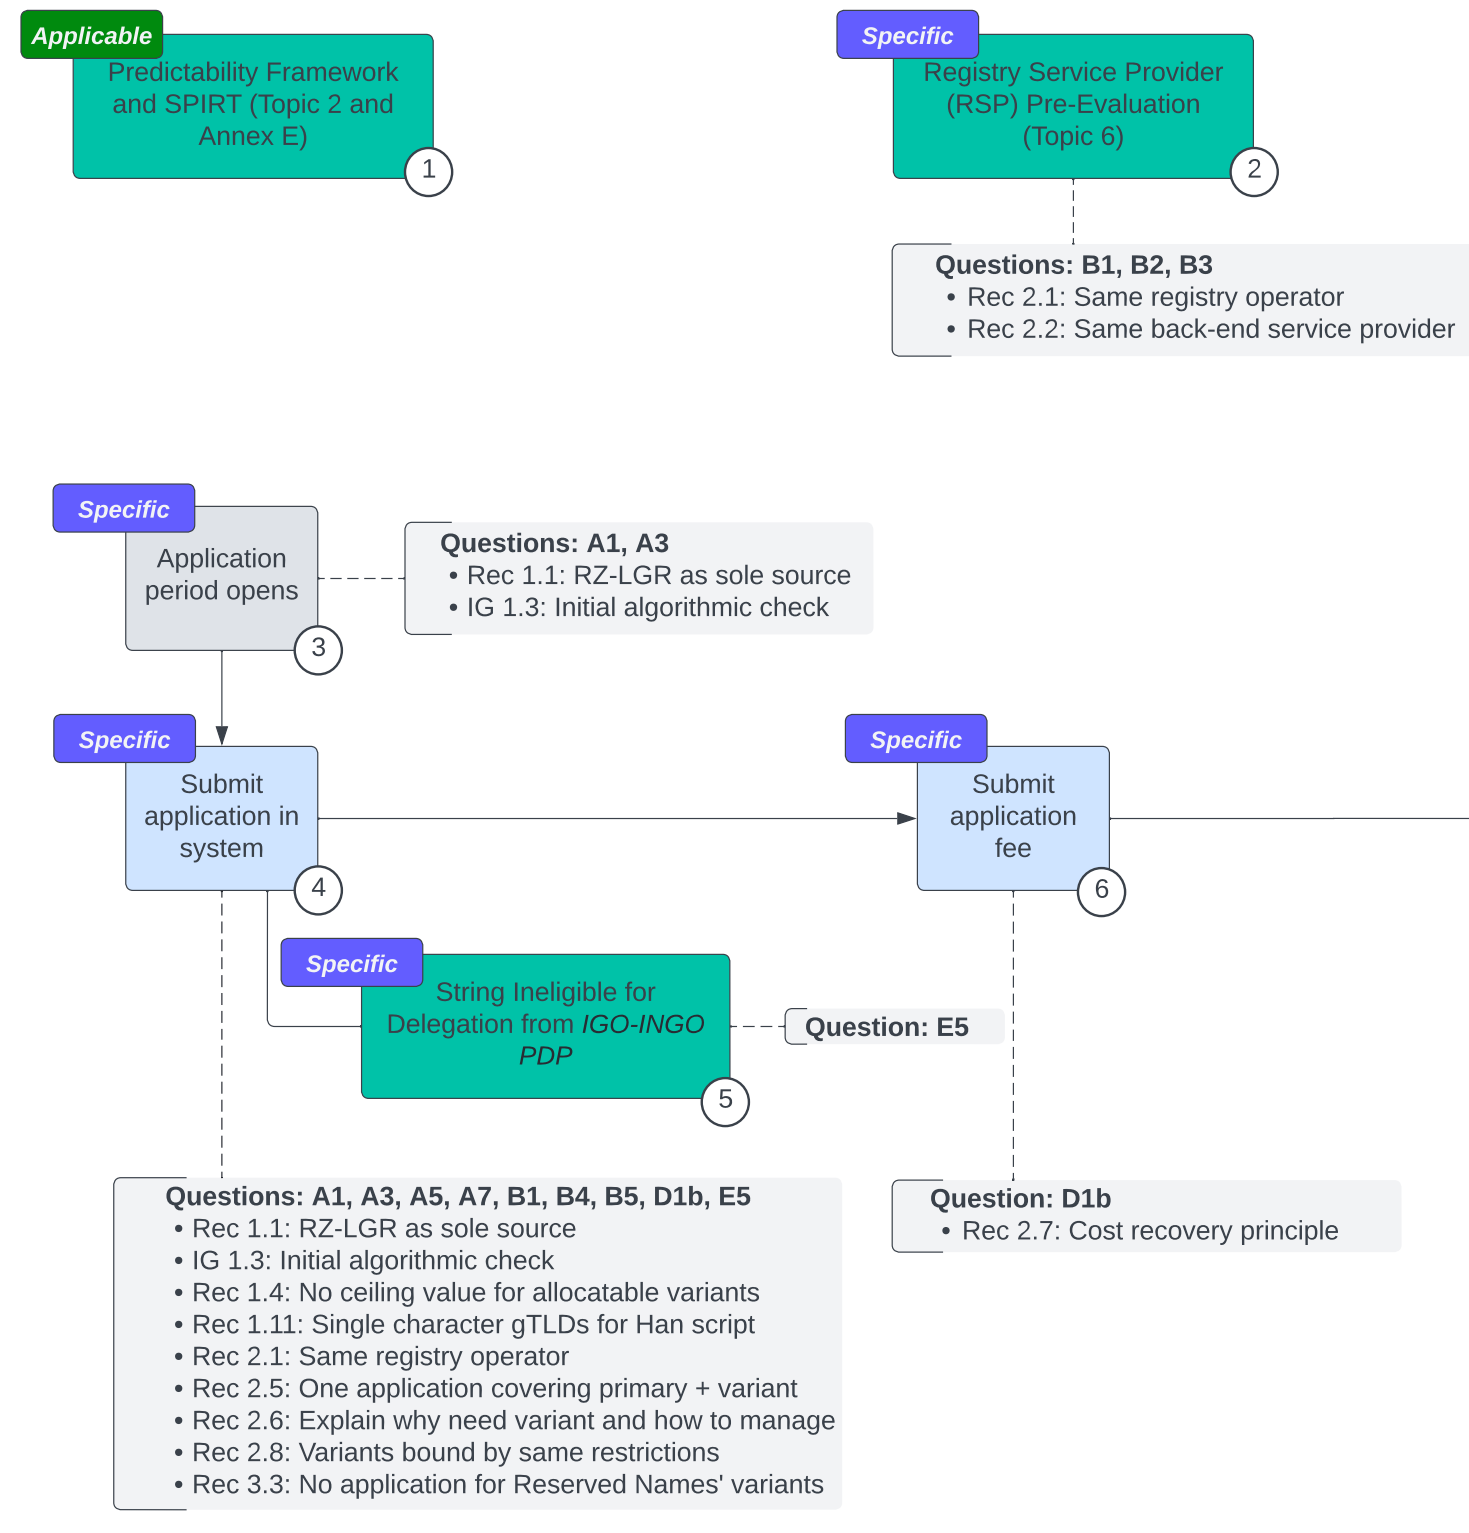 Applicable
Predictability Framework
and SPIRT (Topic 2 and
Annex E)
1
Specific
Registry Service Provider
(RSP) Pre-Evaluation
(Topic 6)
2
Questions: B1, B2, B3
• Rec 2.1: Same registry operator
• Rec 2.2: Same back-end service provider
Specific
Application
period opens
3
Questions: A1, A3
• Rec 1.1: RZ-LGR as sole source
• IG 1.3: Initial algorithmic check
Specific
Submit
application in
system
4
Specific
Submit
application
fee
6
Specific
String Ineligible for
Delegation from IGO-INGO
PDP
5
Question: E5
Questions: A1, A3, A5, A7, B1, B4, B5, D1b, E5
• Rec 1.1: RZ-LGR as sole source
• IG 1.3: Initial algorithmic check
• Rec 1.4: No ceiling value for allocatable variants
• Rec 1.11: Single character gTLDs for Han script
• Rec 2.1: Same registry operator
• Rec 2.5: One application covering primary + variant
• Rec 2.6: Explain why need variant and how to manage
• Rec 2.8: Variants bound by same restrictions
• Rec 3.3: No application for Reserved Names' variants
Question: D1b
• Rec 2.7: Cost recovery principle